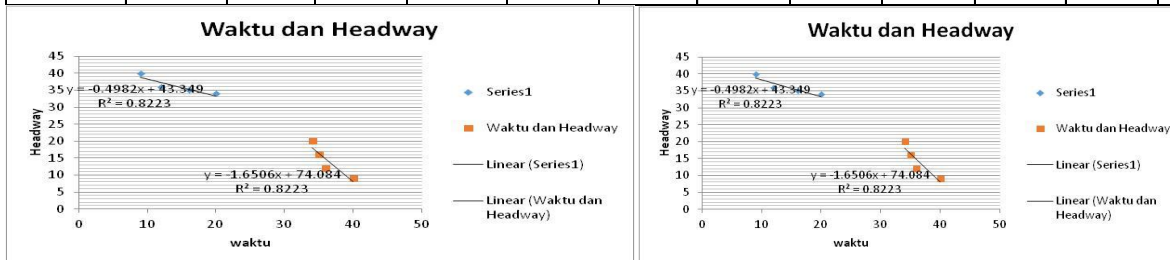 Waktu dan Headway
45
40
35
30
25
20
15
10
5
0
Headway
y = -0.4982x + 43.349
R² = 0.8223
y = -1.6506x + 74.084
R² = 0.8223
0 10 20 30 40 50
waktu
Series1
Waktu dan Headway
Linear (Series1)
Linear (Waktu dan
Headway)
Waktu dan Headway
45
40
35
30
25
20
15
10
5
0
Headway
y = -0.4982x + 43.349
R² = 0.8223
y = -1.6506x + 74.084
R² = 0.8223
0 10 20 30 40 50
waktu
Series1
Waktu dan Headway
Linear (Series1)
Linear (Waktu dan
Headway)